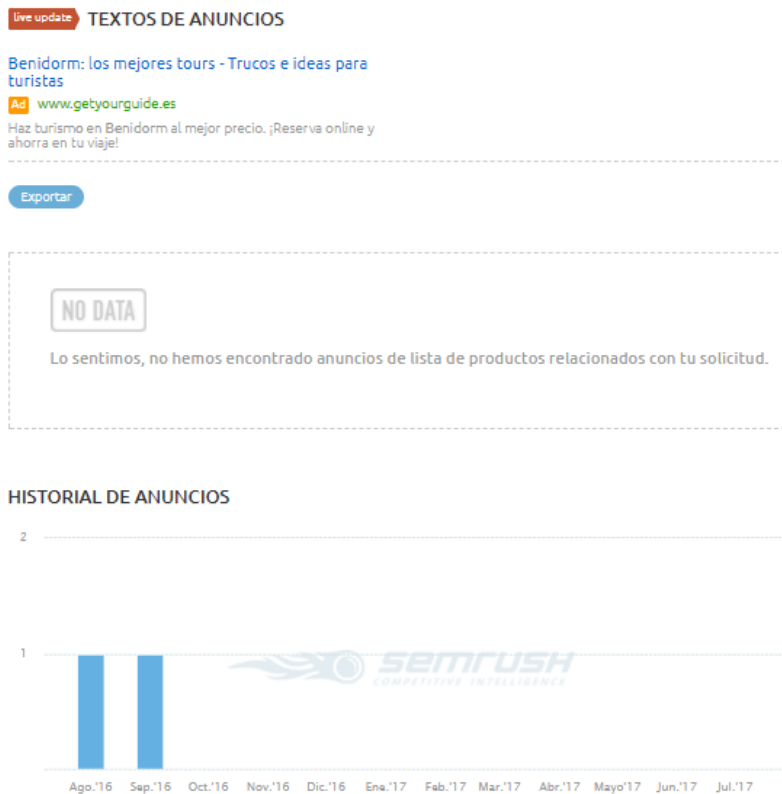 live update TEXTOS DE ANUNCIOS
Benidorm: los mejores tours - Trucos e ideas para
turistas
Ad www.getyourguide.es
Haz turismo en Benidorm al mejor precio. ¡Reserva online y
ahorra en tu viaje!
Exportar
NO DATA
Lo sentimos, no hemos encontrado anuncios de lista de productos relacionados con tu solicitud.
HISTORIAL DE ANUNCIOS
2
1
semrush
COMPETITIVE INTELLIGENCE
Ago.'16 Sep.'16 Oct.'16 Nov.'16 Dic.'16 Ene.'17 Feb.'17 Mar.'17 Abr.'17 Mayo'17 Jun.'17 Jul.'17